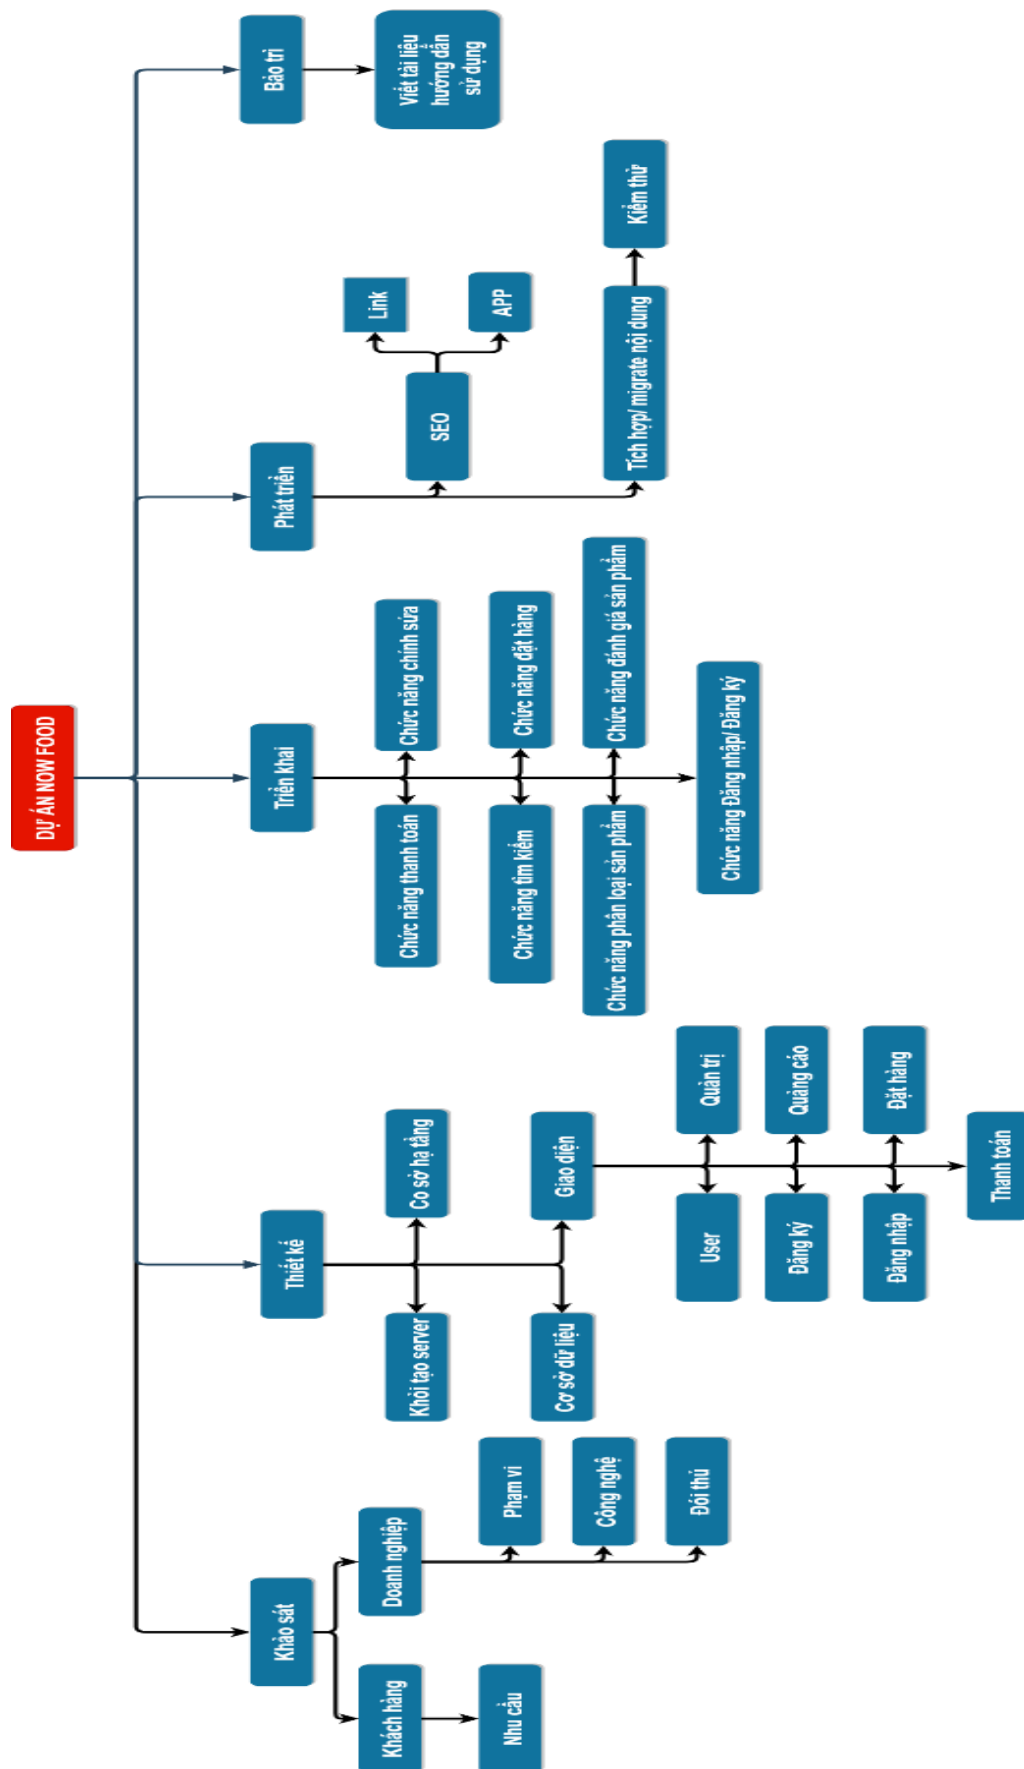 DỰ ÁN NOW FOOD
Khảo sát
Thiết kế
Triển khai
Phát triển
Bảo trì
Khách hàng
Doanh nghiệp
Nhu cầu
Phạm vi
Công nghệ
Đối thủ
Khởi tạo server
Cơ sở hạ tầng
Cơ sở dữ liệu
Giao diện
User
Quản trị
Đăng ký
Quảng cáo
Đăng nhập
Đặt hàng
Thanh toán
Chức năng thanh toán
Chức năng chỉnh sửa
Chức năng tìm kiếm
Chức năng đặt hàng
Chức năng phân loại sản phẩm
Chức năng đánh giá sản phẩm
Chức năng Đăng nhập/ Đăng ký
SEO
Link
APP
Tích hợp/ migrate nội dung
Kiểm thử
Viết tài liệu
hướng dẫn
sử dụng